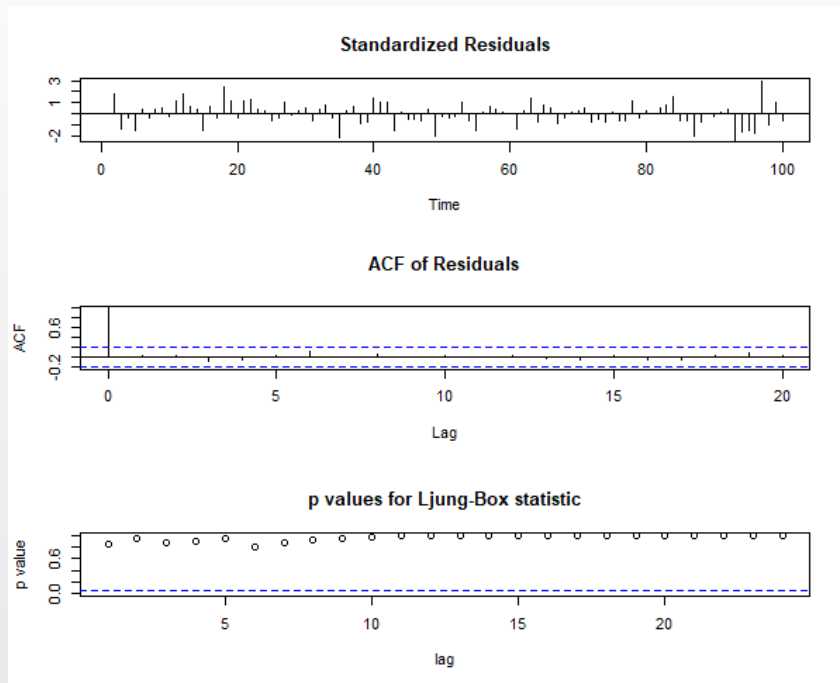 Standardized Residuals
3
1
-2
0 20 40 60 80 100
Time
ACF of Residuals
ACF
0.6
-0.2
0 5 10 15 20
Lag
p values for Ljung-Box statistic
p value
0.6
0.0
5 10 15 20
lag